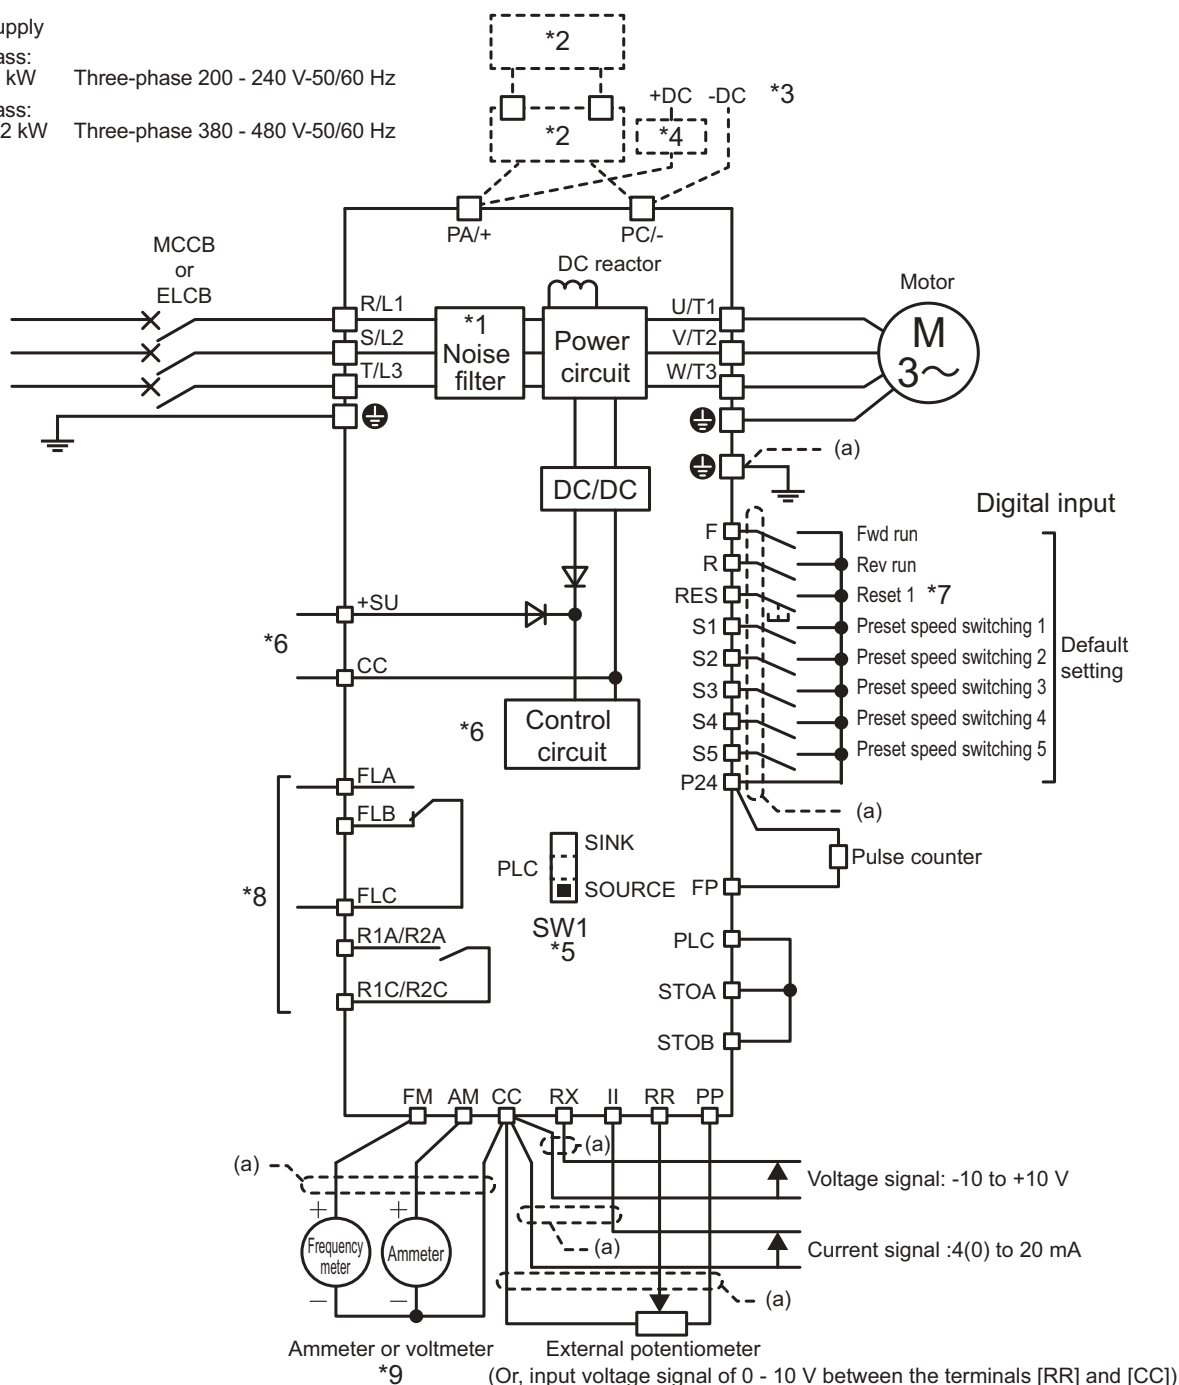 upply
ass:
kW Three-phase 200 - 240 V-50/60 Hz
ass:
2 kW Three-phase 380 - 480 V-50/60 Hz
*2
*2
+DC -DC *3
*4
PA/+ PC/-
MCCB
or
ELCB
DC reactor
Motor
R/L1
S/L2
T/L3
*1
Noise
filter
Power
circuit
U/T1
V/T2
W/T3
M
3～
(a)
DC/DC
Digital input
F Fwd run
R Rev run
RES Reset 1 *7
S1 Preset speed switching 1
S2 Preset speed switching 2
S3 Preset speed switching 3
S4 Preset speed switching 4
S5 Preset speed switching 5
P24
Default
setting
(a)
+SU
*6
CC
*6
Control
circuit
FLA
FLB
*8
FLC
R1A/R2A
R1C/R2C
SINK
PLC
SOURCE
SW1
*5
Pulse counter
FP
PLC
STOA
STOB
FM AM CC RX II RR PP
(a)
(a)
Voltage signal: -10 to +10 V
+ +
Frequency
meter
Ammeter
- -
(a)
Current signal :4(0) to 20 mA
(a)
Ammeter or voltmeter
*9
External potentiometer
(Or, input voltage signal of 0 - 10 V between the terminals [RR] and [CC])